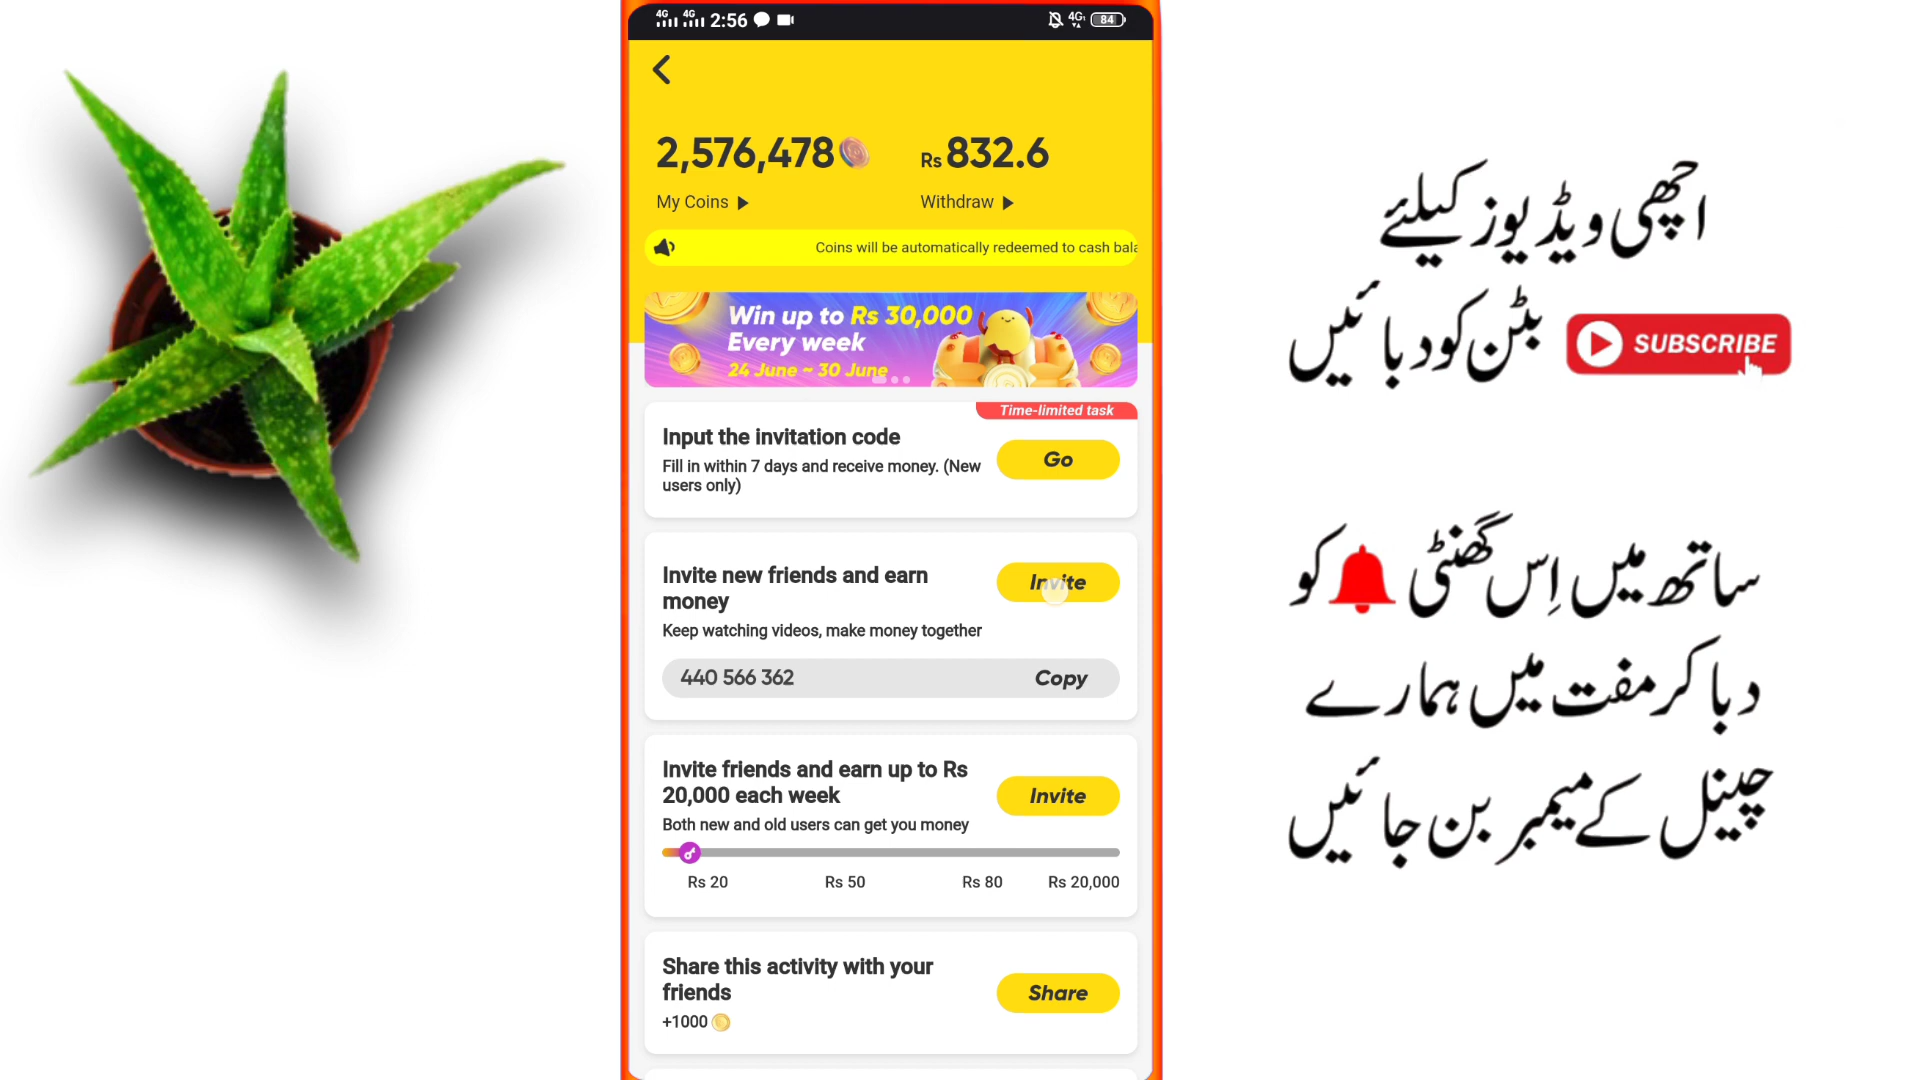 4G 4G 2:56 4G 84
2,576,478 Rs 832.6
My Coins Withdraw
Coins will be automatically redeemed to cash bala
Win up to Rs 30,000
Every week
24 June ~ 30 June
Time-limited task
Input the invitation code
Go
Fill in within 7 days and receive money. (New
users only)
Invite new friends and earn
money
Invite
Keep watching videos, make money together
440 566 362 Copy
Invite friends and earn up to Rs
20,000 each week
Invite
Both new and old users can get you money
Rs 20 Rs 50 Rs 80 Rs 20,000
Share this activity with your
friends
Share
+1000
اچھی ویڈیوز کیلئے
بٹن کو دبائیں SUBSCRIBE
ساتھ میں اِس گھنٹی کو
دبا کر مفت میں ہمارے
چینل کے میمبر بن جائیں